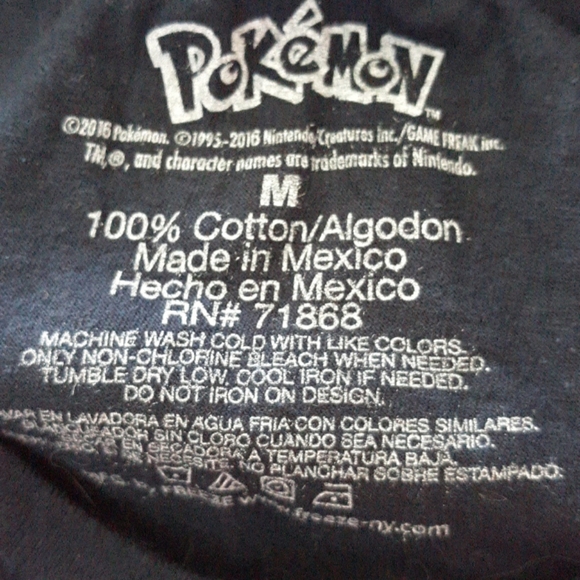 POKéMON
TM
©2016 Pokémon. ©1995-2016 Nintendo/Creatures Inc./GAME FREAK inc.
TM,®, and character names are trademarks of Nintendo.
M
100% Cotton/Algodon
Made in Mexico
Hecho en Mexico
RN# 71868
MACHINE WASH COLD WITH LIKE COLORS.
ONLY NON-CHLORINE BLEACH WHEN NEEDED.
TUMBLE DRY LOW. COOL IRON IF NEEDED.
DO NOT IRON ON DESIGN.
EN LAVADORA EN AGUA FRIA CON COLORES SIMILARES.
SIN CLORO CUANDO SEA NECESARIO.
EN SECADORA A TEMPERATURA BAJA.
SE NECESITE. NO PLANCHAR SOBRE ESTAMPADO.
by FREEZE www.freeze-ny.com